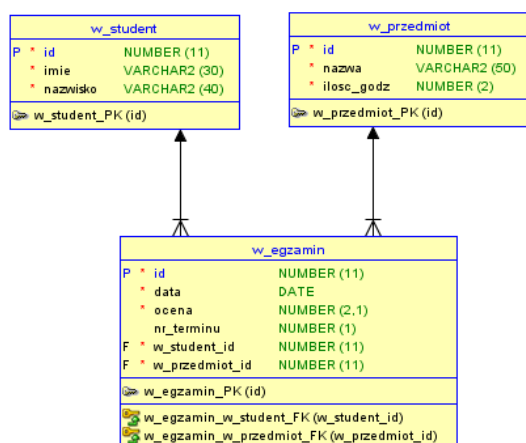 w_student
P * id NUMBER (11)
* imie VARCHAR2 (30)
* nazwisko VARCHAR2 (40)
w_student_PK (id)
w_przedmiot
P * id NUMBER (11)
* nazwa VARCHAR2 (50)
* ilosc_godz NUMBER (2)
w_przedmiot_PK (id)
w_egzamin
P * id NUMBER (11)
* data DATE
* ocena NUMBER (2,1)
nr_terminu NUMBER (1)
F * w_student_id NUMBER (11)
F * w_przedmiot_id NUMBER (11)
w_egzamin_PK (id)
w_egzamin_w_student_FK (w_student_id)
w_egzamin_w_przedmiot_FK (w_przedmiot_id)